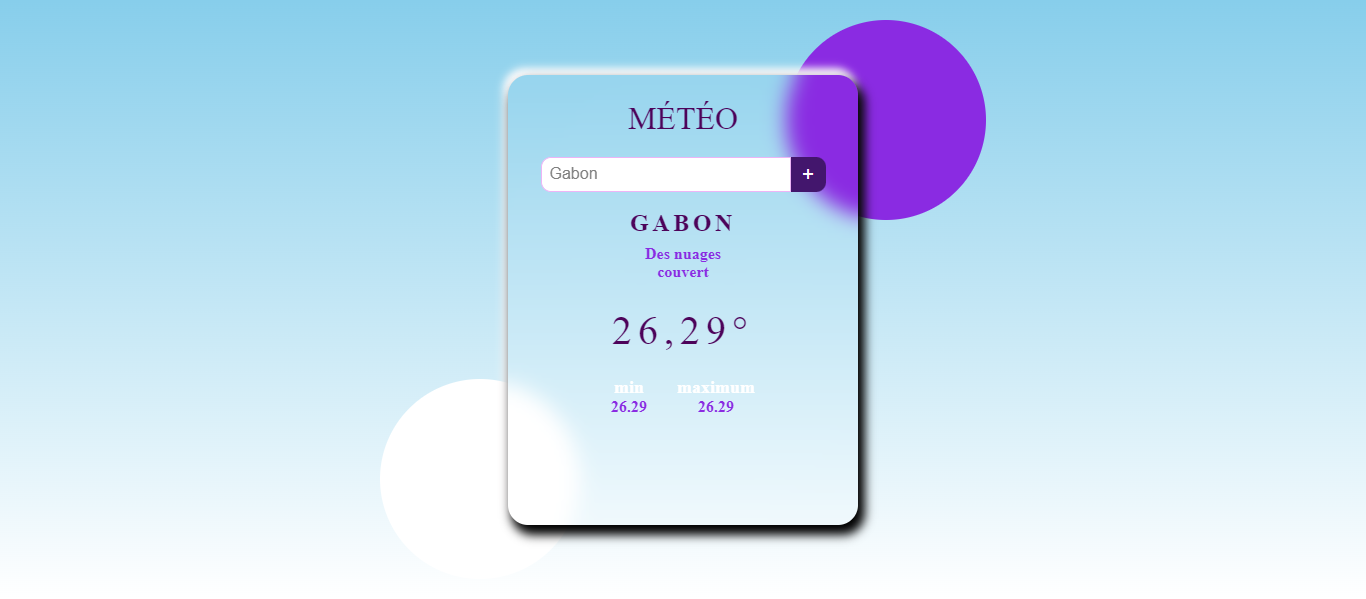 MÉTÉO
Gabon +
GABON
Des nuages
couvert
26,29°
min maximum
26.29 26.29